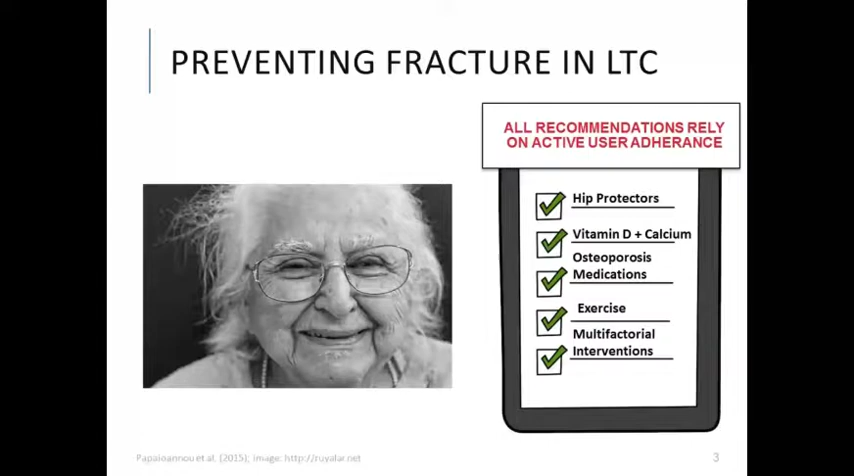 PREVENTING FRACTURE IN LTC
ALL RECOMMENDATIONS RELY
ON ACTIVE USER ADHERANCE
Hip Protectors
Vitamin D + Calcium
Osteoporosis
Medications
Exercise
Multifactorial
Interventions
Papaioannou et al. (2015); image: http://ruyalar.net
3